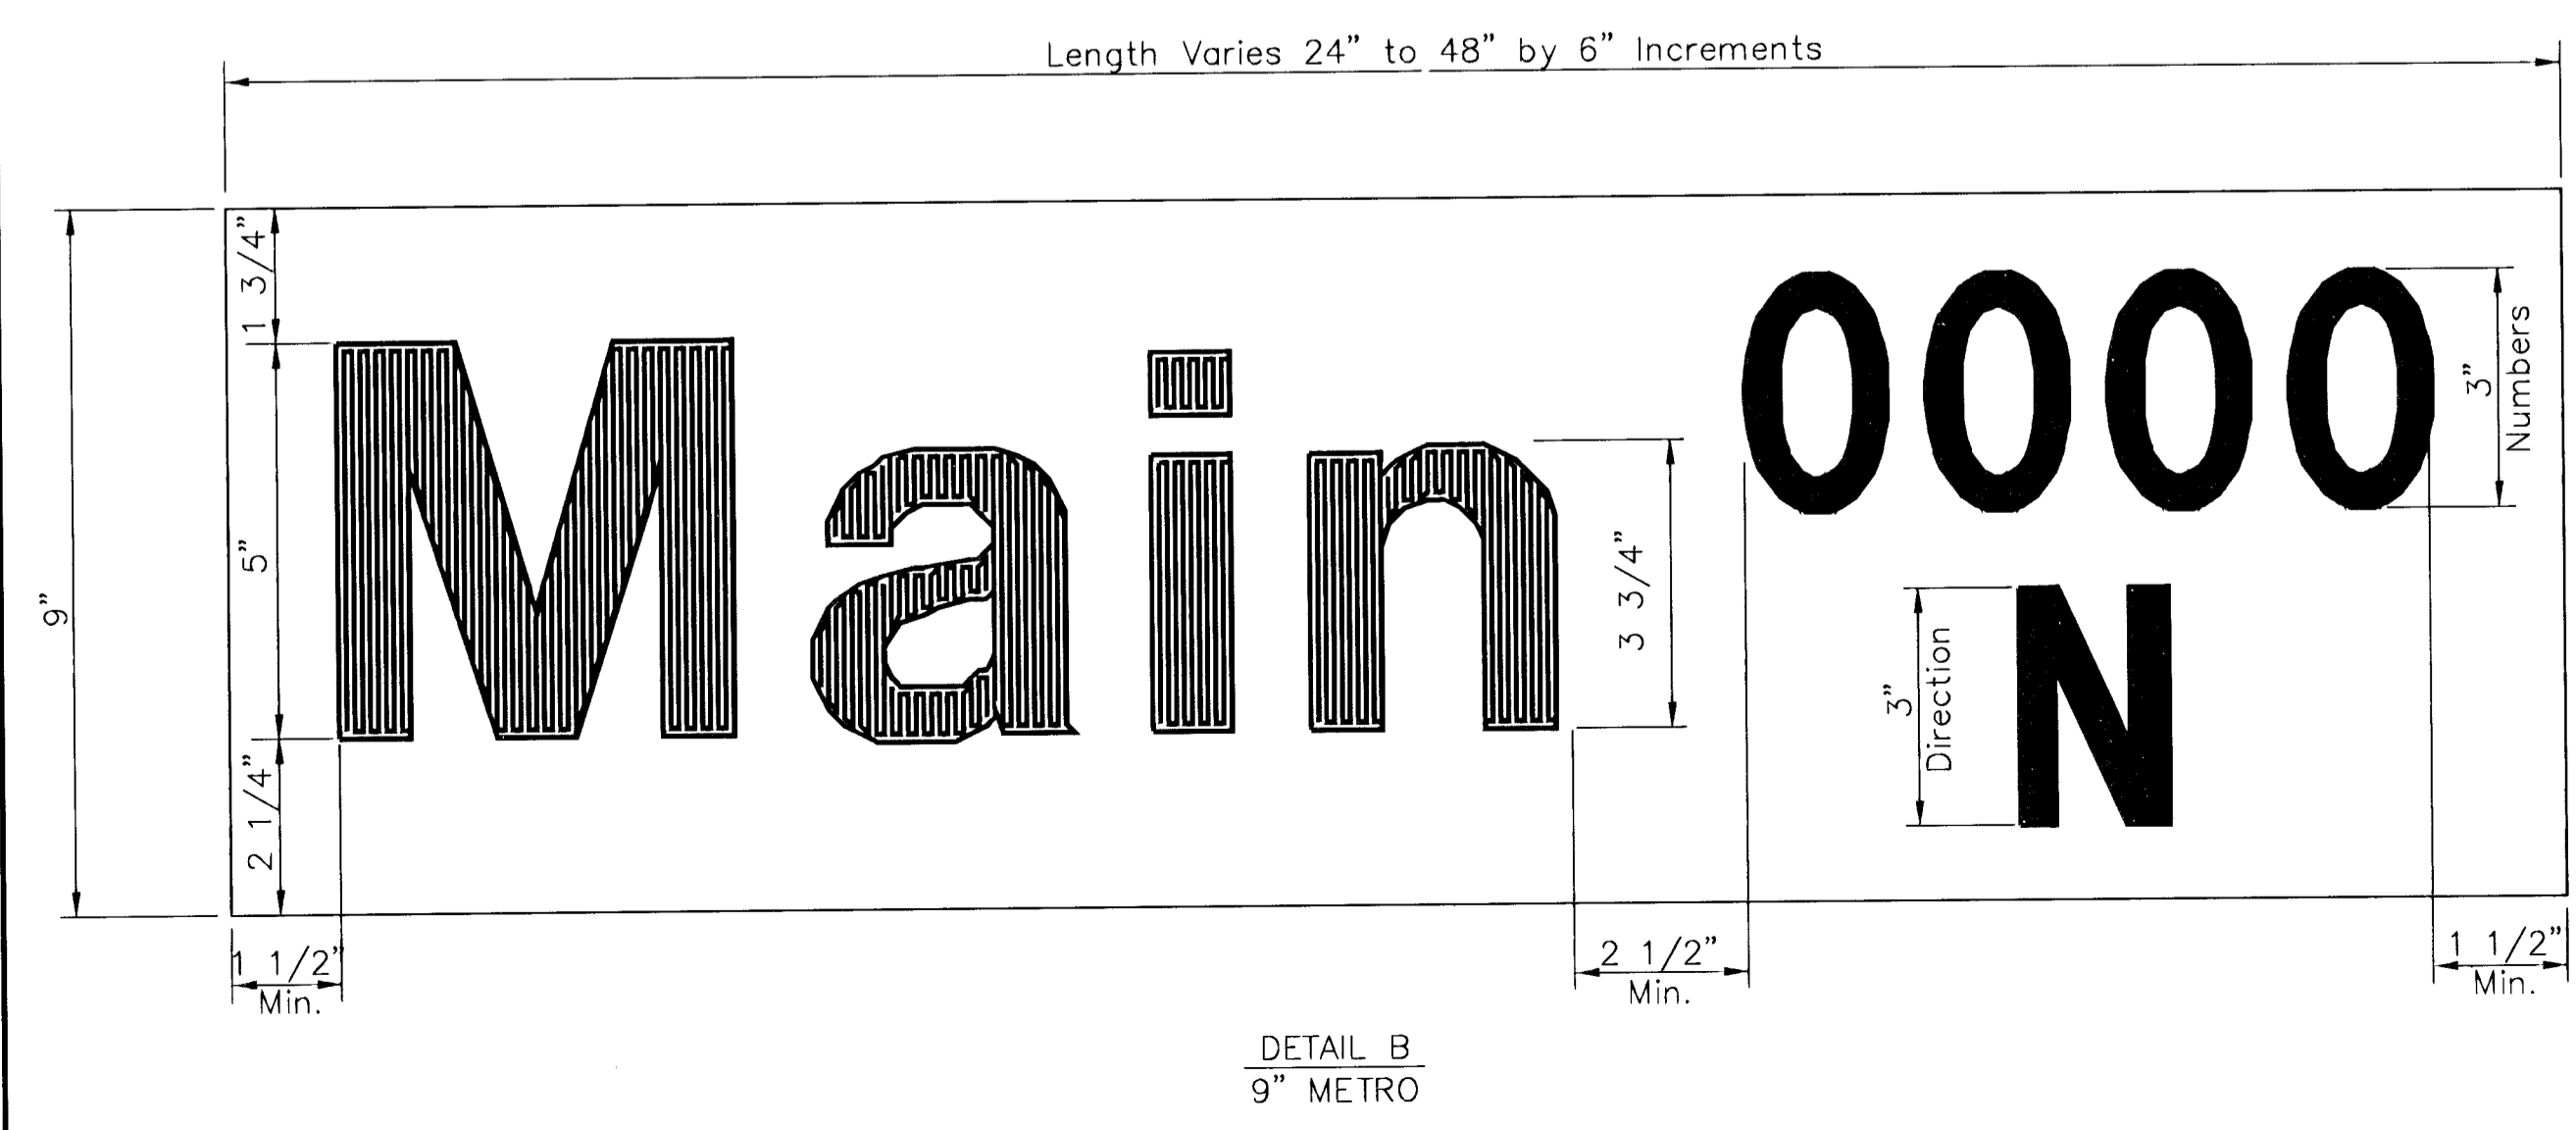 Length Varies 24” to 48” by 6” Increments
1 3/4”
5”
9”
2 1/4”
Main
3 3/4”
0000
3”
Numbers
N
3”
Direction
1 1/2”
Min.
2 1/2”
Min.
1 1/2”
Min.
DETAIL B
9” METRO